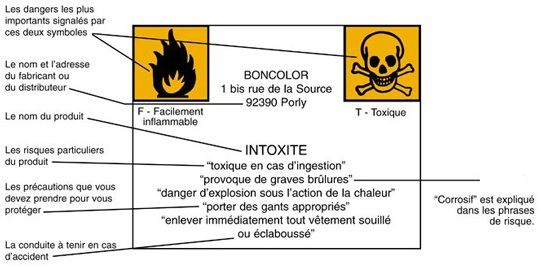 Les dangers les plus
importants signalés par
ces deux symboles
Le nom et l'adresse
du fabricant ou
du distributeur
Le nom du produit
Les risques particuliers
du produit
Les précautions que vous
devez prendre pour vous
protéger
La conduite à tenir en cas
d'accident
F - Facilement
inflammable
BONCOLOR
1 bis rue de la Source
92390 Porly
T - Toxique
INTOXITE
“toxique en cas d'ingestion”
“provoque de graves brûlures”
“danger d'explosion sous l'action de la chaleur”
“porter des gants appropriés”
“enlever immédiatement tout vêtement souillé
ou éclaboussé”
“Corrosif” est expliqué
dans les phrases
de risque.